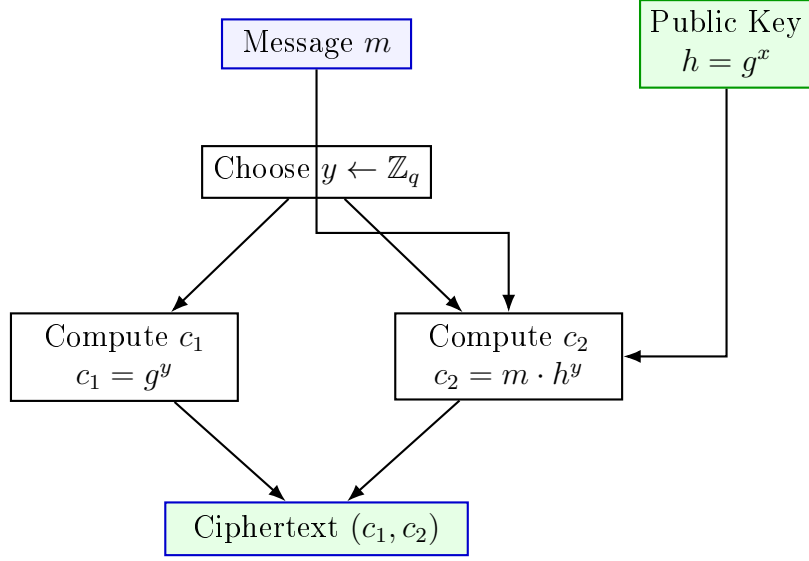 Message m
Public Key
h = g^x
Choose y ← ℤ_q
Compute c_1
c_1 = g^y
Compute c_2
c_2 = m · h^y
Ciphertext (c_1, c_2)